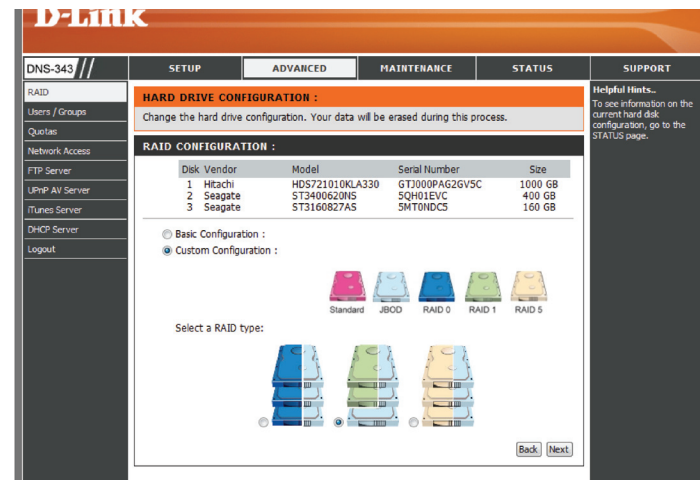 D-Link
DNS-343
SETUP
ADVANCED
MAINTENANCE
STATUS
SUPPORT
RAID
Users / Groups
Quotas
Network Access
FTP Server
UPnP AV Server
iTunes Server
DHCP Server
Logout
HARD DRIVE CONFIGURATION :
Change the hard drive configuration. Your data will be erased during this process.
RAID CONFIGURATION :
Disk Vendor Model Serial Number Size
1 Hitachi HDS721010KLA330 GTJ000PAG2GV5C 1000 GB
2 Seagate ST3400620NS 5QH01EVC 400 GB
3 Seagate ST3160827AS 5MT0NDC5 160 GB
Basic Configuration :
Custom Configuration :
Standard JBOD RAID 0 RAID 1 RAID 5
Select a RAID type:
Back Next
Helpful Hints..
To see information on the
current hard disk
configuration, go to the
STATUS page.